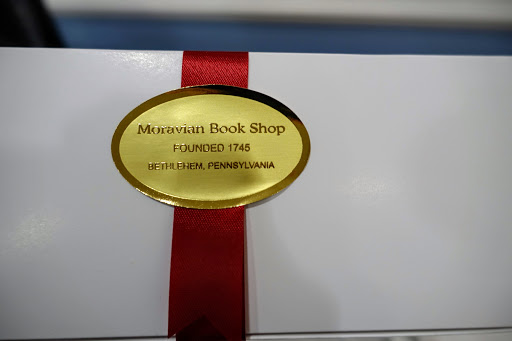 Moravian Book Shop
FOUNDED 1745
BETHLEHEM, PENNSYLVANIA